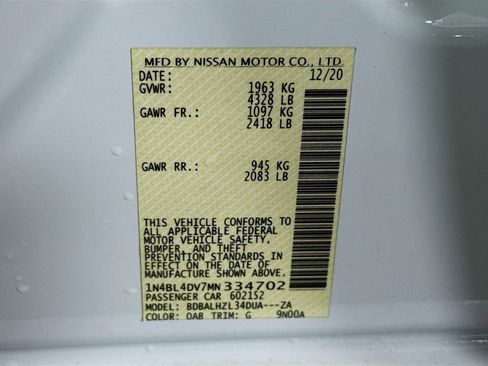 MFD BY NISSAN MOTOR CO., LTD.
DATE: 12/20
GVWR: 1963 KG
4328 LB
GAWR FR.: 1097 KG
2418 LB
GAWR RR.: 945 KG
2083 LB
THIS VEHICLE CONFORMS TO
ALL APPLICABLE FEDERAL
MOTOR VEHICLE SAFETY,
BUMPER, AND THEFT
PREVENTION STANDARDS
IN EFFECT ON THE DATE OF
MANUFACTURE SHOWN ABOVE.
1N4BL4DV7MN334702
PASSENGER CAR 602152
MODEL: BDBALHZL34DUA---ZA
COLOR: QAB TRIM: G 9N00A